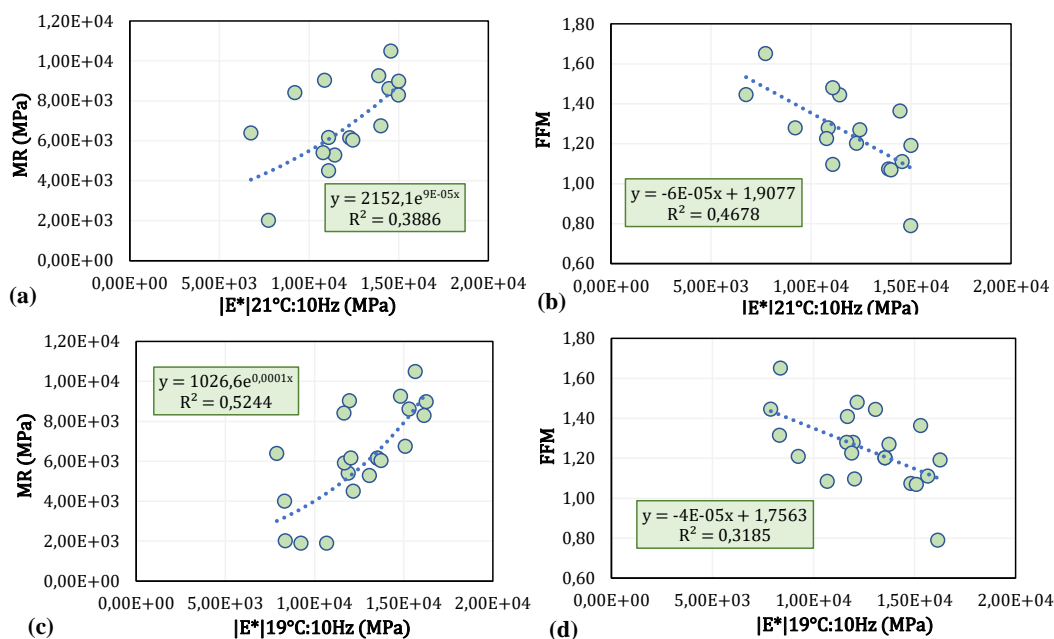 1,20E+04
1,00E+04
8,00E+03
6,00E+03
4,00E+03
2,00E+03
0,00E+00
MR (MPa)
y = 2152,1e9E-05x
R² = 0,3886
0,00E+00 5,00E+03 1,00E+04 1,50E+04 2,00E+04
(a)
|E*|21°C:10Hz (MPa)
1,80
1,60
1,40
1,20
1,00
0,80
0,60
FFM
y = -6E-05x + 1,9077
R² = 0,4678
0,00E+00 5,00E+03 1,00E+04 1,50E+04 2,00E+04
(b)
|E*|21°C:10Hz (MPa)
1,20E+04
1,00E+04
8,00E+03
6,00E+03
4,00E+03
2,00E+03
0,00E+00
MR (MPa)
y = 1026,6e0,0001x
R² = 0,5244
0,00E+00 5,00E+03 1,00E+04 1,50E+04 2,00E+04
(c)
|E*|19°C:10Hz (MPa)
1,80
1,60
1,40
1,20
1,00
0,80
0,60
FFM
y = -4E-05x + 1,7563
R² = 0,3185
0,00E+00 5,00E+03 1,00E+04 1,50E+04 2,00E+04
(d)
|E*|19°C:10Hz (MPa)